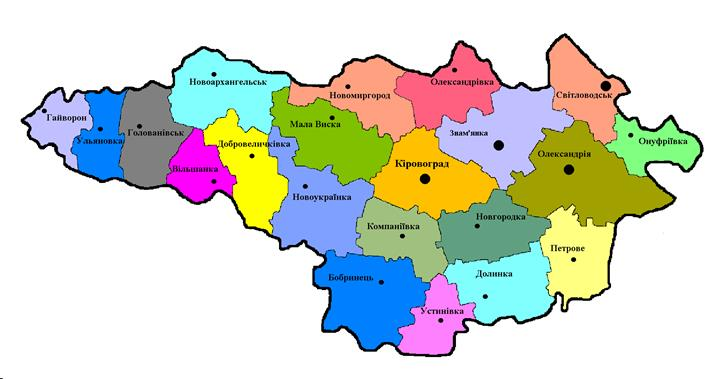 Гайворон
Ульяновка
Голованівськ
Новоархангельськ
Вільшанка
Добровеличківка
Новомиргород
Мала Виска
Новоукраїнка
Олександрівка
Знам'янка
Кіровоград
Світловодськ
Онуфріївка
Олександрія
Компаніївка
Новгородка
Петрове
Бобринець
Долинка
Устинівка